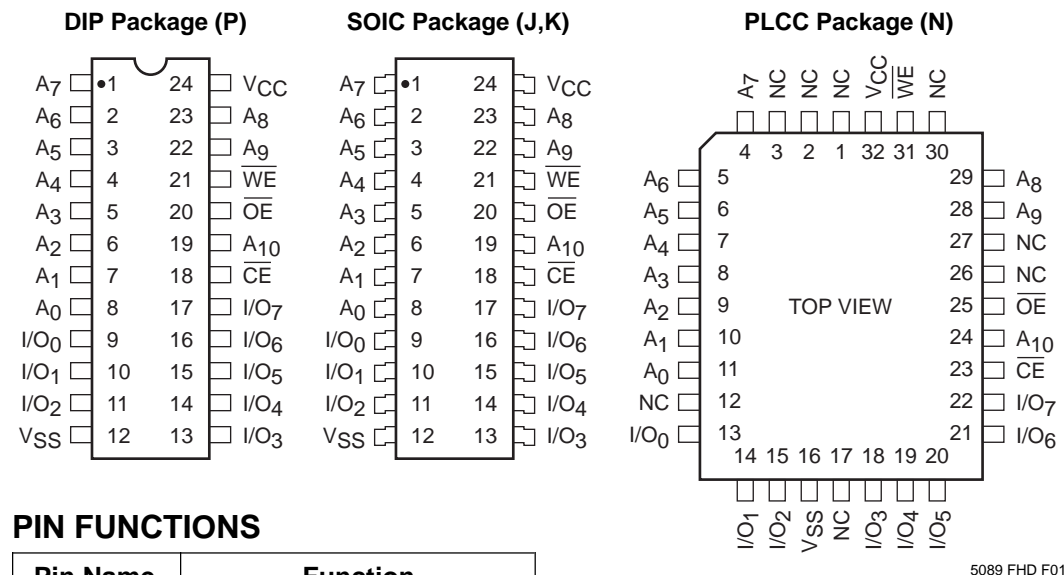 DIP Package (P) SOIC Package (J,K) PLCC Package (N)
A7 1 24 VCC
A6 2 23 A8
A5 3 22 A9
A4 4 21 WE
A3 5 20 OE
A2 6 19 A10
A1 7 18 CE
A0 8 17 I/O7
I/O0 9 16 I/O6
I/O1 10 15 I/O5
I/O2 11 14 I/O4
VSS 12 13 I/O3
A7 1 24 VCC
A6 2 23 A8
A5 3 22 A9
A4 4 21 WE
A3 5 20 OE
A2 6 19 A10
A1 7 18 CE
A0 8 17 I/O7
I/O0 9 16 I/O6
I/O1 10 15 I/O5
I/O2 11 14 I/O4
VSS 12 13 I/O3
A7 NC NC NC VCC WE NC
4 3 2 1 32 31 30
A6 5 29 A8
A5 6 28 A9
A4 7 27 NC
A3 8 26 NC
A2 9 TOP VIEW 25 OE
A1 10 24 A10
A0 11 23 CE
NC 12 22 I/O7
I/O0 13 21 I/O6
14 15 16 17 18 19 20
I/O1 I/O2 VSS NC I/O3 I/O4 I/O5
5089 FHD F01
PIN FUNCTIONS
Pin Name Function